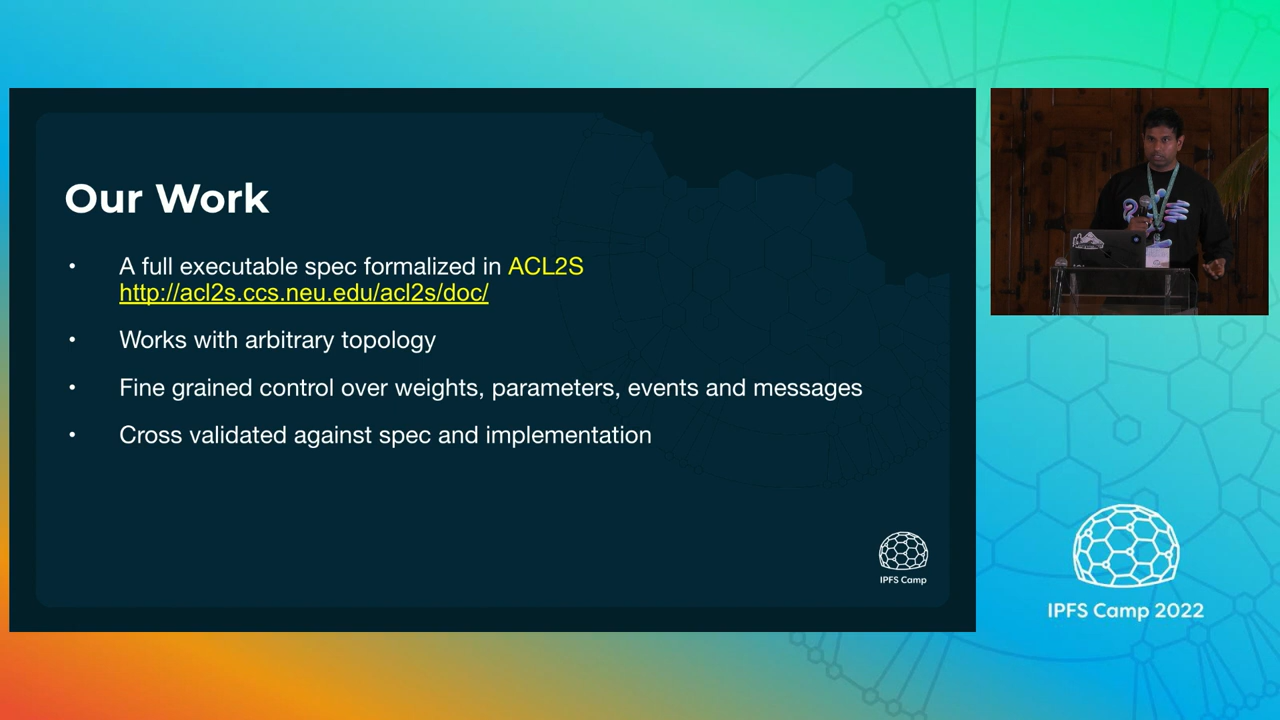 Our Work
• A full executable spec formalized in ACL2S
http://acl2s.ccs.neu.edu/acl2s/doc/
• Works with arbitrary topology
• Fine grained control over weights, parameters, events and messages
• Cross validated against spec and implementation
IPFS Camp
IPFS Camp 2022